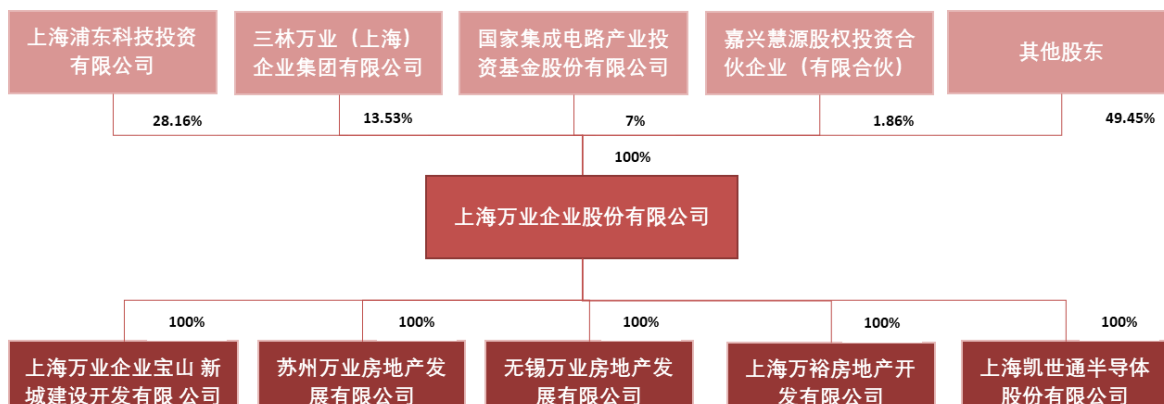 上海浦东科技投资
有限公司
三林万业（上海）
企业集团有限公司
国家集成电路产业投
资基金股份有限公司
嘉兴慧源股权投资合
伙企业（有限合伙）
其他股东
28.16%
13.53%
7%
1.86%
49.45%
100%
上海万业企业股份有限公司
100%
100%
100%
100%
100%
上海万业企业宝山 新
城建设开发有限 公司
苏州万业房地产发
展有限公司
无锡万业房地产发
展有限公司
上海万裕房地产开
发有限公司
上海凯世通半导体
股份有限公司